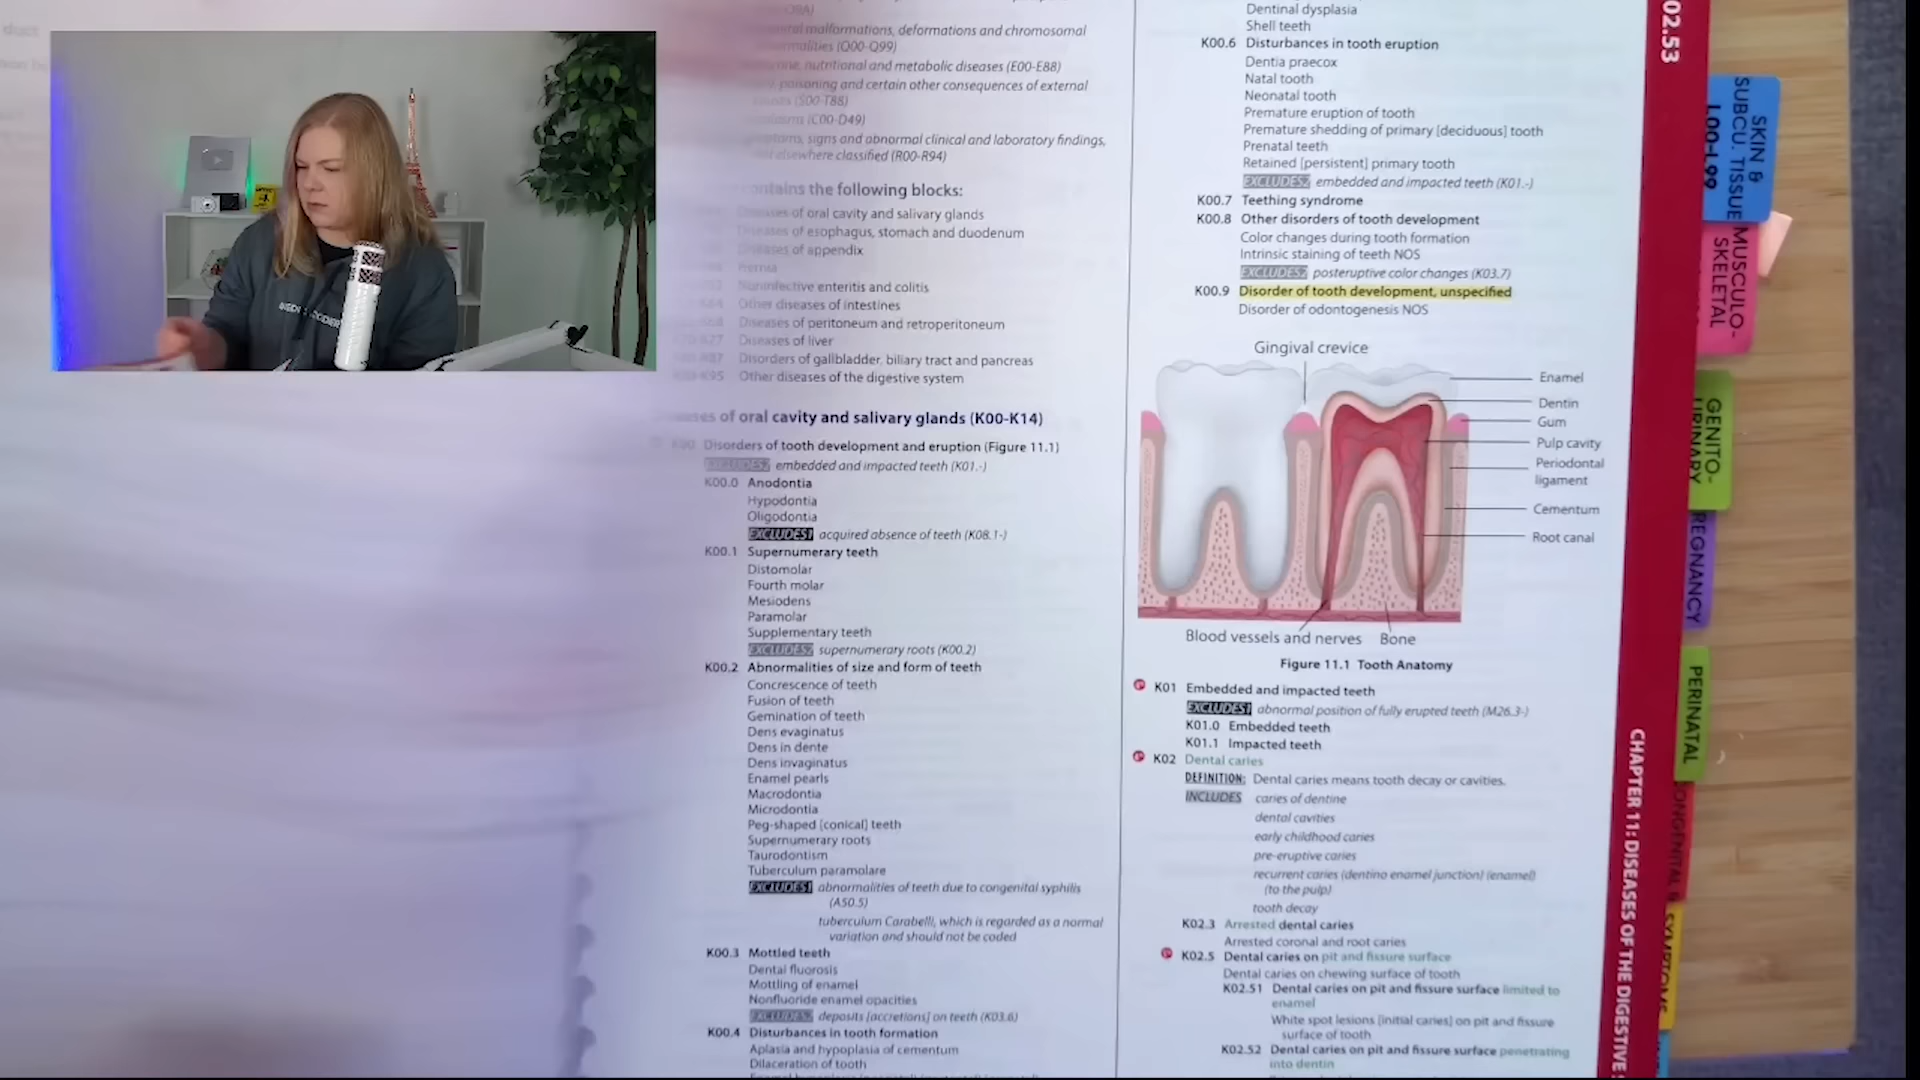 malformations, deformations and chromosomal
(Q00-Q99)
nutritional and metabolic diseases (E00-E88)
poisoning and certain other consequences of external
(S00-T88)
(C00-D49)
signs and abnormal clinical and laboratory findings,
elsewhere classified (R00-R94)
contains the following blocks:
Diseases of oral cavity and salivary glands
Diseases of esophagus, stomach and duodenum
Diseases of appendix
Hernia
Noninfective enteritis and colitis
Other diseases of intestines
Diseases of peritoneum and retroperitoneum
Diseases of liver
Disorders of gallbladder, biliary tract and pancreas
Other diseases of the digestive system
of oral cavity and salivary glands (K00-K14)
K00 Disorders of tooth development and eruption (Figure 11.1)
EXCLUDES2 embedded and impacted teeth (K01.-)
K00.0 Anodontia
Hypodontia
Oligodontia
EXCLUDES1 acquired absence of teeth (K08.1-)
K00.1 Supernumerary teeth
Distomolar
Fourth molar
Mesiodens
Paramolar
Supplementary teeth
EXCLUDES2 supernumerary roots (K00.2)
K00.2 Abnormalities of size and form of teeth
Concrescence of teeth
Fusion of teeth
Gemination of teeth
Dens evaginatus
Dens in dente
Dens invaginatus
Enamel pearls
Macrodontia
Microdontia
Peg-shaped [conical] teeth
Supernumerary roots
Taurodontism
Tuberculum paramolare
EXCLUDES1 abnormalities of teeth due to congenital syphilis
(A50.5)
tuberculum Carabelli, which is regarded as a normal
variation and should not be coded
K00.3 Mottled teeth
Dental fluorosis
Mottling of enamel
Nonfluoride enamel opacities
EXCLUDES2 deposits [accretions] on teeth (K03.6)
K00.4 Disturbances in tooth formation
Aplasia and hypoplasia of cementum
Dilaceration of tooth
Dentinal dysplasia
Shell teeth
K00.6 Disturbances in tooth eruption
Dentia praecox
Natal tooth
Neonatal tooth
Premature eruption of tooth
Premature shedding of primary [deciduous] tooth
Prenatal teeth
Retained [persistent] primary tooth
EXCLUDES2 embedded and impacted teeth (K01.-)
K00.7 Teething syndrome
K00.8 Other disorders of tooth development
Color changes during tooth formation
Intrinsic staining of teeth NOS
EXCLUDES2 posteruptive color changes (K03.7)
K00.9 Disorder of tooth development, unspecified
Disorder of odontogenesis NOS
Gingival crevice
Enamel
Dentin
Gum
Pulp cavity
Periodontal
ligament
Cementum
Root canal
Blood vessels and nerves Bone
Figure 11.1 Tooth Anatomy
K01 Embedded and impacted teeth
EXCLUDES1 abnormal position of fully erupted teeth (M26.3-)
K01.0 Embedded teeth
K01.1 Impacted teeth
K02 Dental caries
DEFINITION: Dental caries means tooth decay or cavities.
INCLUDES caries of dentine
dental cavities
early childhood caries
pre-eruptive caries
recurrent caries (dentino enamel junction) (enamel)
(to the pulp)
tooth decay
K02.3 Arrested dental caries
Arrested coronal and root caries
K02.5 Dental caries on pit and fissure surface
Dental caries on chewing surface of tooth
K02.51 Dental caries on pit and fissure surface limited to
enamel
White spot lesions [initial caries] on pit and fissure
surface of tooth
K02.52 Dental caries on pit and fissure surface penetrating
into dentin
02.53
CHAPTER 11: DISEASES OF THE DIGESTIVE
SKIN &
SUBCU. TISSUE
L00-L99
MUSCULO-
SKELETAL
GENITO-
URINARY
PERINATAL